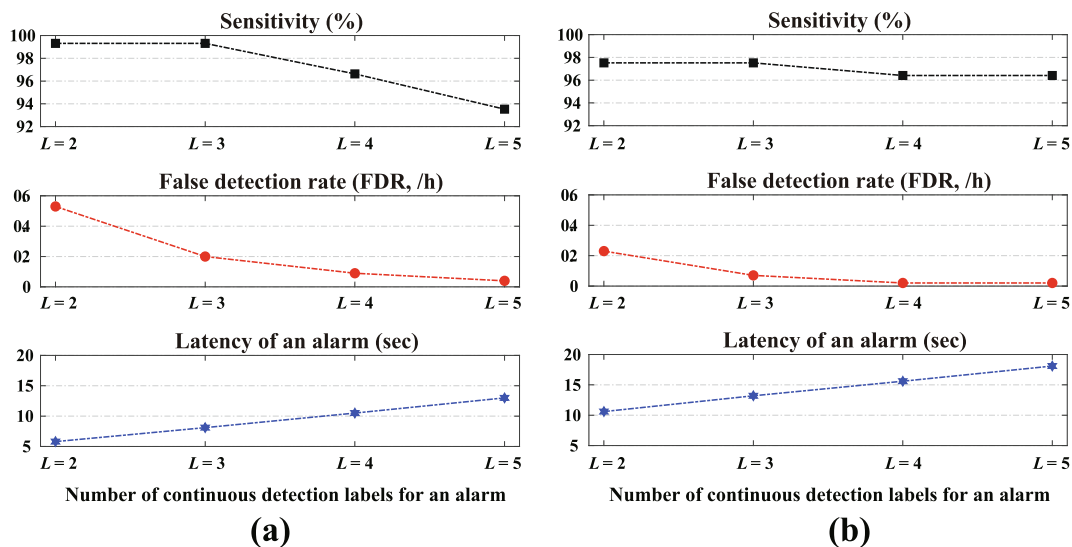 Sensitivity (%)
100
98
96
94
92
L = 2
L = 3
L = 4
L = 5
False detection rate (FDR, /h)
06
04
02
0
L = 2
L = 3
L = 4
L = 5
Latency of an alarm (sec)
20
15
10
5
L = 2
L = 3
L = 4
L = 5
Number of continuous detection labels for an alarm
(a)
Sensitivity (%)
100
98
96
94
92
L = 2
L = 3
L = 4
L = 5
False detection rate (FDR, /h)
06
04
02
0
L = 2
L = 3
L = 4
L = 5
Latency of an alarm (sec)
20
15
10
5
L = 2
L = 3
L = 4
L = 5
Number of continuous detection labels for an alarm
(b)